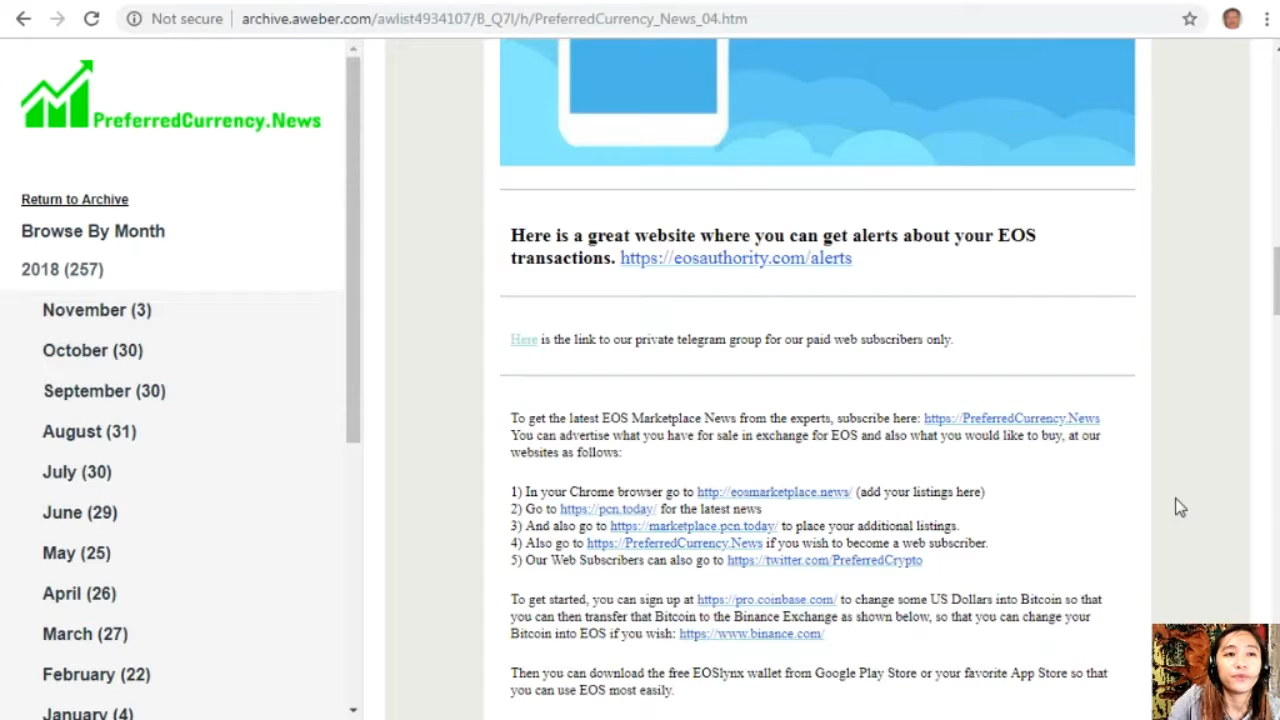 Not secure | archive.aweber.com/awlist4934107/B_Q7I/h/PreferredCurrency_News_04.htm
PreferredCurrency.News
Return to Archive
Browse By Month
2018 (257)
November (3)
October (30)
September (30)
August (31)
July (30)
June (29)
May (25)
April (26)
March (27)
February (22)
January (4)
Here is a great website where you can get alerts about your EOS
transactions. https://eosauthority.com/alerts
Here is the link to our private telegram group for our paid web subscribers only.
To get the latest EOS Marketplace News from the experts, subscribe here: https://PreferredCurrency.News
You can advertise what you have for sale in exchange for EOS and also what you would like to buy, at our
websites as follows:
1) In your Chrome browser go to http://eosmarketplace.news/ (add your listings here)
2) Go to https://pcn.today/ for the latest news
3) And also go to https://marketplace.pcn.today/ to place your additional listings.
4) Also go to https://PreferredCurrency.News if you wish to become a web subscriber.
5) Our Web Subscribers can also go to https://twitter.com/PreferredCrypto
To get started, you can sign up at https://pro.coinbase.com/ to change some US Dollars into Bitcoin so that
you can then transfer that Bitcoin to the Binance Exchange as shown below, so that you can change your
Bitcoin into EOS if you wish: https://www.binance.com/
Then you can download the free EOSlynx wallet from Google Play Store or your favorite App Store so that
you can use EOS most easily.